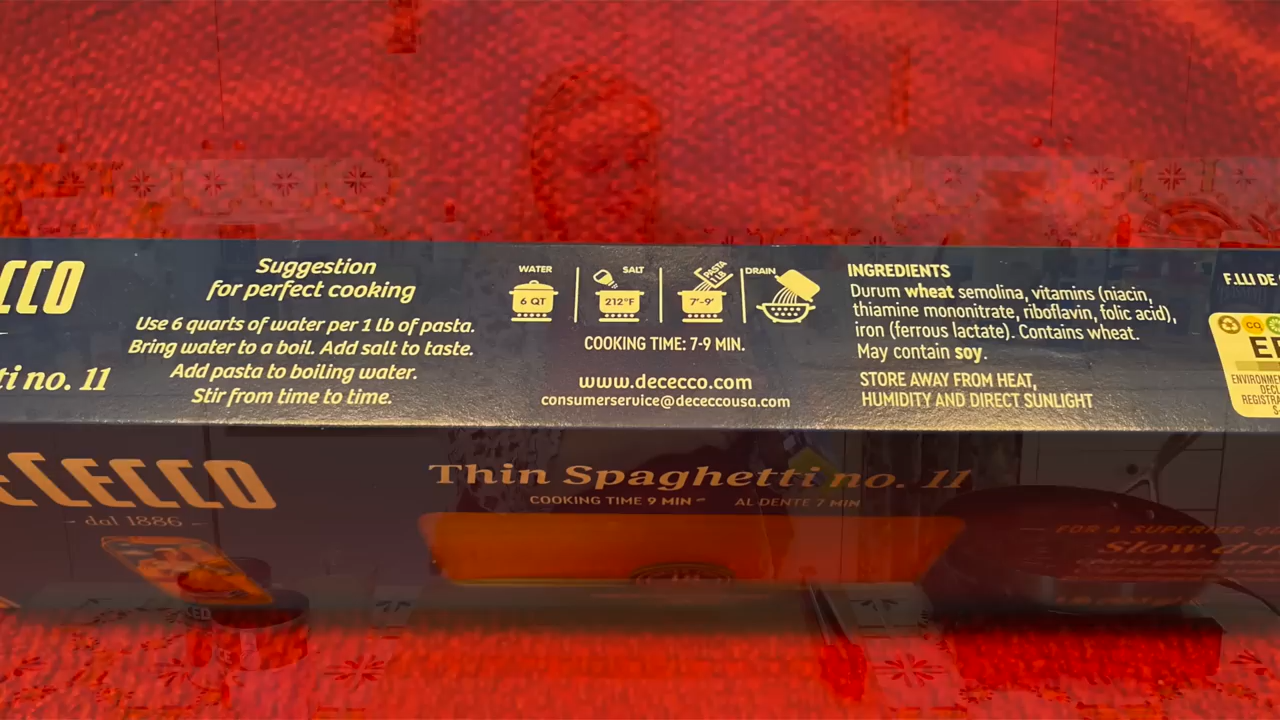 CECCO
ti no. 11
Suggestion
for perfect cooking
Use 6 quarts of water per 1 lb of pasta.
Bring water to a boil. Add salt to taste.
Add pasta to boiling water.
Stir from time to time.
WATER
6 QT
SALT
212°F
PASTA
1 LB
7'-9'
DRAIN
COOKING TIME: 7-9 MIN.
www.dececco.com
consumerservice@dececcousa.com
INGREDIENTS
Durum wheat semolina, vitamins (niacin,
thiamine mononitrate, riboflavin, folic acid),
iron (ferrous lactate). Contains wheat.
May contain soy.
STORE AWAY FROM HEAT,
HUMIDITY AND DIRECT SUNLIGHT
F.LLI DE
DE CECCO
dal 1886
Thin Spaghetti no. 11
COOKING TIME 9 MIN - AL DENTE 7 MIN
FOR A SUPERIOR
Slow